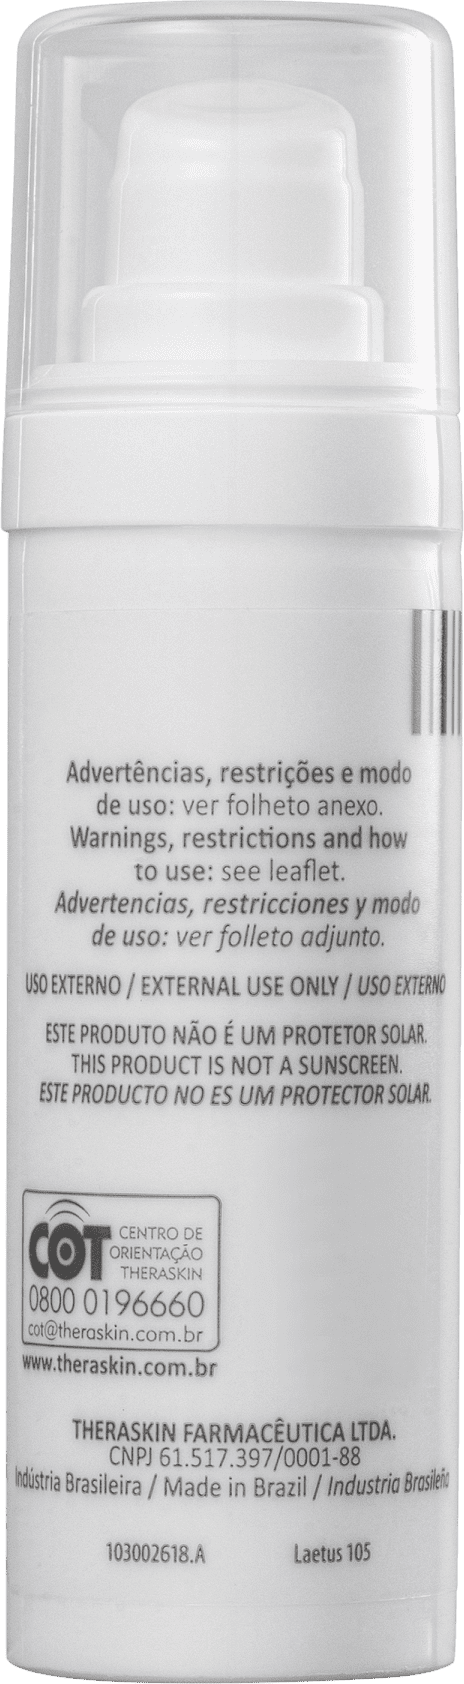 Advertências, restrições e modo
de uso: ver folheto anexo.
Warnings, restrictions and how
to use: see leaflet.
Advertencias, restricciones y modo
de uso: ver folleto adjunto.
USO EXTERNO / EXTERNAL USE ONLY / USO EXTERNO
ESTE PRODUTO NÃO É UM PROTETOR SOLAR.
THIS PRODUCT IS NOT A SUNSCREEN.
ESTE PRODUCTO NO ES UM PROTECTOR SOLAR.
COT
CENTRO DE
ORIENTAÇÃO
THERASKIN
0800 0196660
cot@theraskin.com.br
www.theraskin.com.br
THERASKIN FARMACÊUTICA LTDA.
CNPJ 61.517.397/0001-88
Indústria Brasileira / Made in Brazil / Industria Brasileña
103002618.A Laetus 105